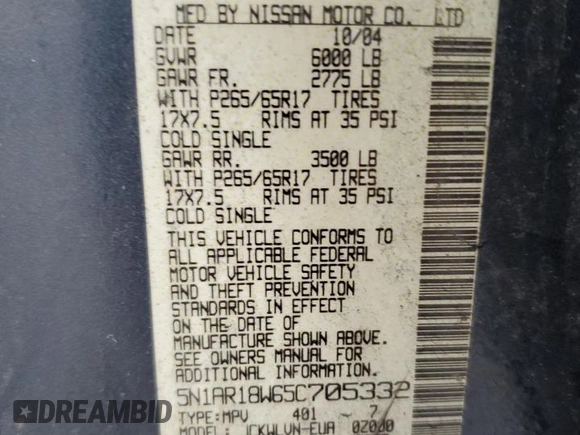 MFD BY NISSAN MOTOR CO. LTD
DATE 10/04
GVWR 6000 LB
GAWR FR. 2775 LB
WITH P265/65R17 TIRES
17X7.5 RIMS AT 35 PSI
COLD SINGLE
GAWR RR. 3500 LB
WITH P265/65R17 TIRES
17X7.5 RIMS AT 35 PSI
COLD SINGLE
THIS VEHICLE CONFORMS TO
ALL APPLICABLE FEDERAL
MOTOR VEHICLE SAFETY
AND THEFT PREVENTION
STANDARDS IN EFFECT
ON THE DATE OF
MANUFACTURE SHOWN ABOVE.
SEE OWNERS MANUAL FOR
ADDITIONAL INFORMATION.
5N1AR18W65C705332
TYPE:MPV 401 ~ 7
MODEL
RIDESAFELY